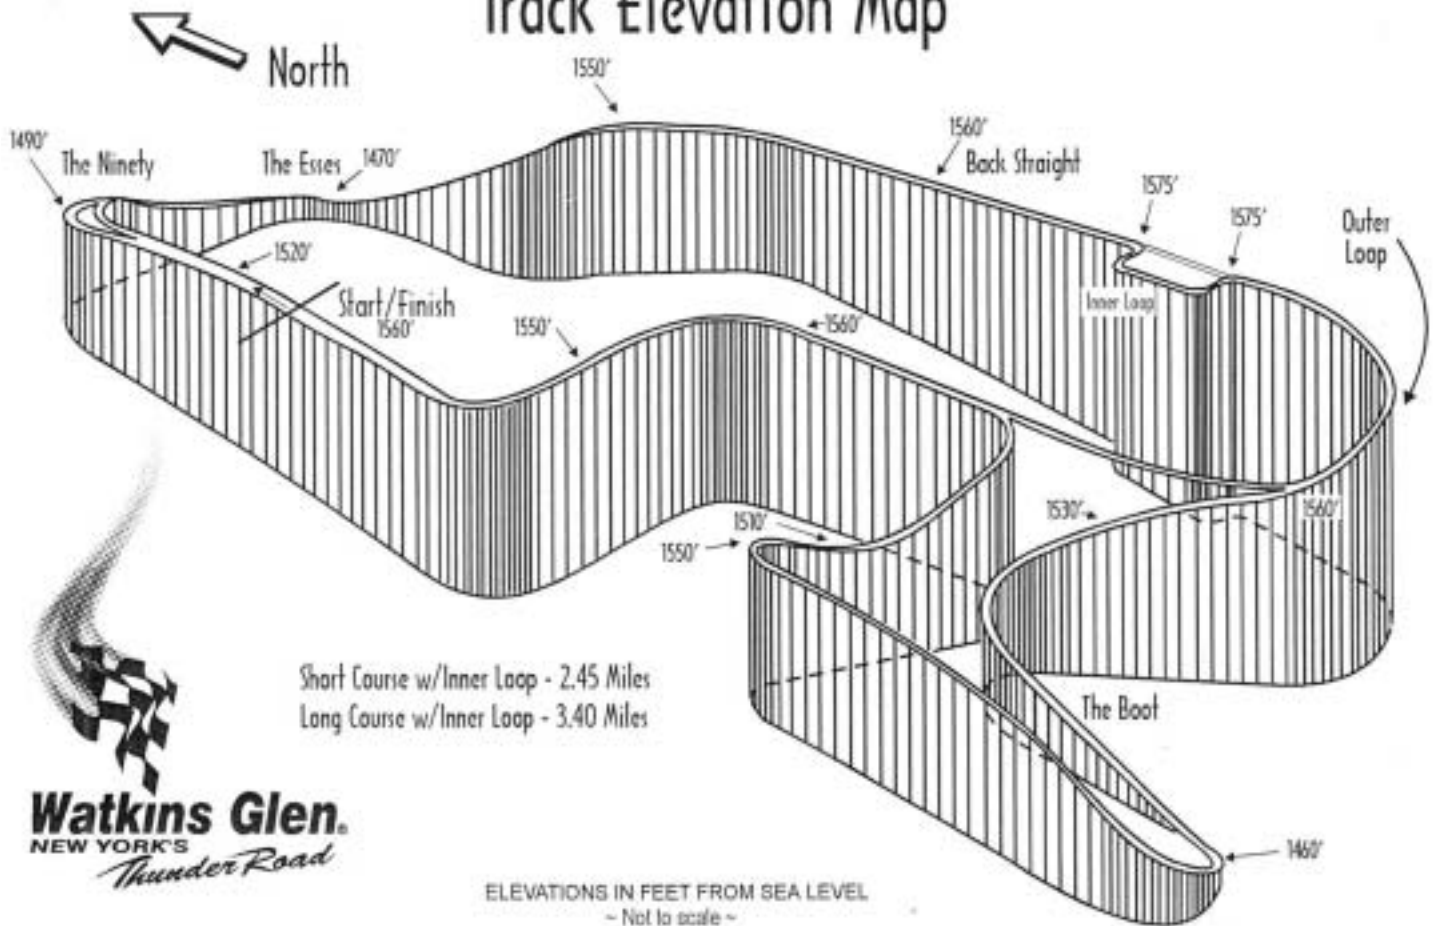 Track Elevation Map
North
1550'
1490'
The Ninety
The Esses
1470'
1560'
Back Straight
1575'
1575'
Outer
Loop
1520'
Start/Finish
1560'
1550'
1560'
Inner Loop
1510'
1550'
1530'
1560'
Short Course w/Inner Loop - 2.45 Miles
Long Course w/Inner Loop - 3.40 Miles
The Boot
Watkins Glen®
NEW YORK'S
Thunder Road
1460'
ELEVATIONS IN FEET FROM SEA LEVEL
~ Not to scale ~